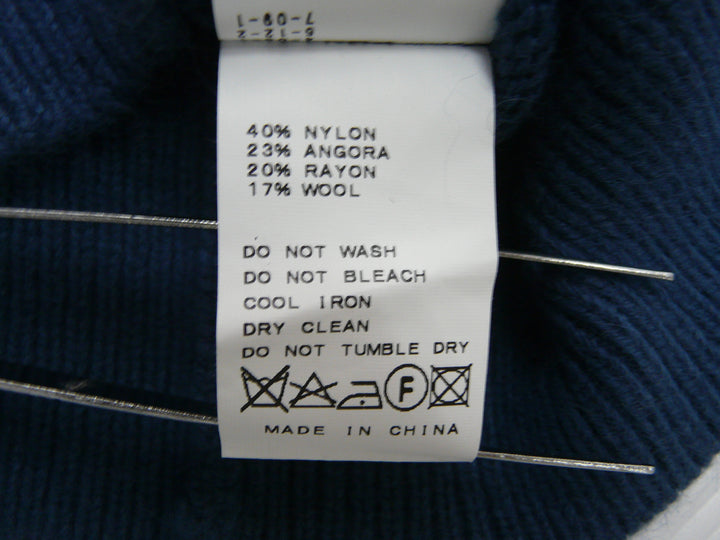 40% NYLON
23% ANGORA
20% RAYON
17% WOOL
DO NOT WASH
DO NOT BLEACH
COOL IRON
DRY CLEAN
DO NOT TUMBLE DRY
F
MADE IN CHINA